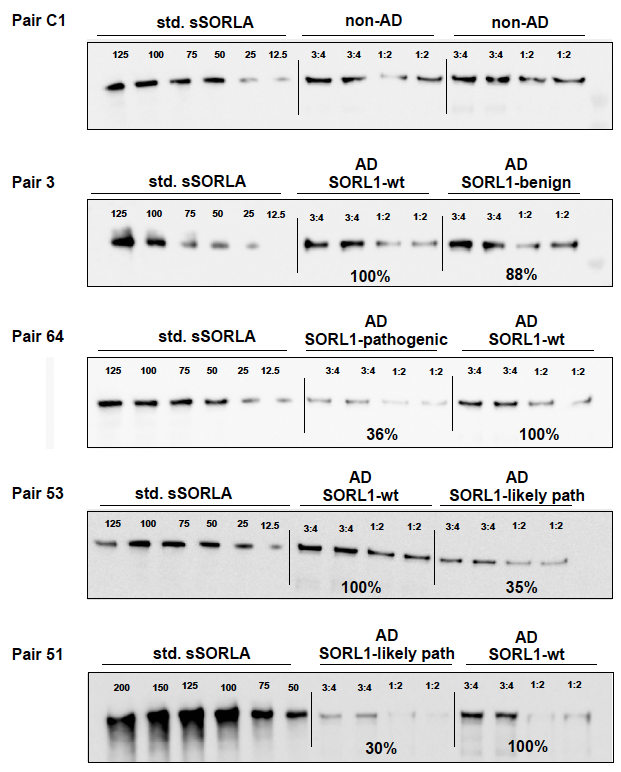 Pair C1 std. sSORLA non-AD non-AD
125 100 75 50 25 12.5 3:4 3:4 1:2 1:2 3:4 3:4 1:2 1:2
AD AD
Pair 3 std. sSORLA SORL1-wt SORL1-benign
125 100 75 50 25 12.5 3:4 3:4 1:2 1:2 3:4 3:4 1:2 1:2
100% 88%
AD AD
Pair 64 std. sSORLA SORL1-pathogenic SORL1-wt
115 100 75 50 25 12.5 3:4 3:4 1:2 1:2 3:4 3:4 1:2 1:2
36% 100%
AD AD
Pair 53 std. sSORLA SORL1-wt SORL1-likely path
125 100 75 50 25 12.5 3:4 3:4 1:2 1:2 3:4 3:4 1:2 1:2
100% 35%
AD AD
Pair 51 std. sSORLA SORL1-likely path SORL1-wt
200 150 125 100 75 50 3:4 3:4 1:2 1:2 3:4 3:4 1:2 1:2
30% 100%